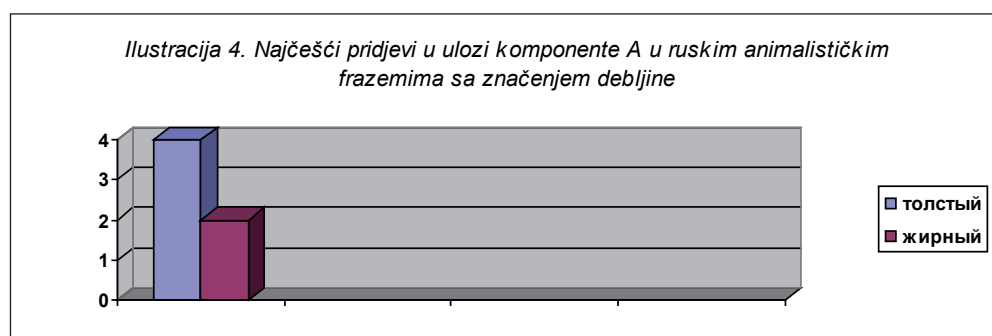 Ilustracija 4. Najčešći pridjevi u ulozi komponente A u ruskim animalističkim
frazemima sa značenjem debljine
4
3
2
1
0
толстый
жирный